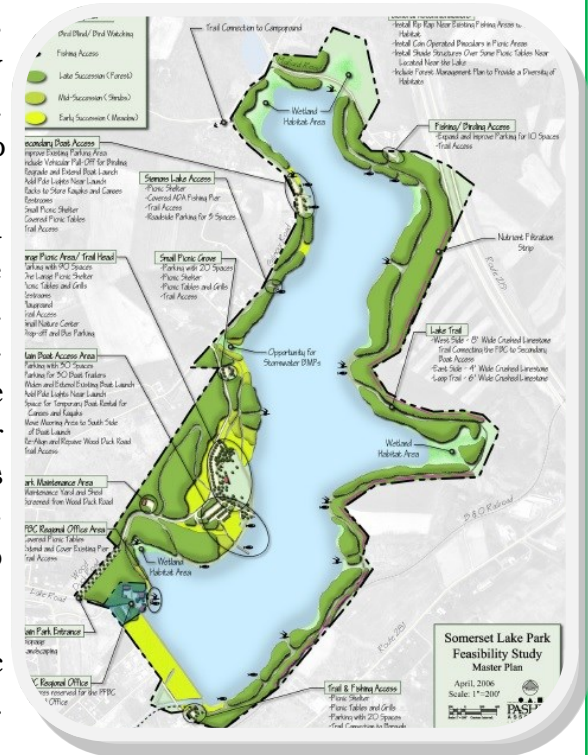 Bird Blind/ Bird Watching
Fishing Access
Late Succession (Forest)
Mid-Succession (Shrubs)
Early Succession (Meadow)
Trail Connection to Campground
-Install Rip Rap Near Existing Fishing Areas to
Habitat
-Install Coin Operated Binoculars in Picnic Areas
-Install Shade Structures Over Some Picnic Tables Near
Located Near the Lake
-Include Forest Management Plan to Provide a Diversity of
Habitats
Wetland
Habitat Area
Fishing/ Birding Access
-Expand and Improve Parking for 10 Spaces
-Trail Access
Boat Access
Improve Existing Parking Area
Include Vehicular Pull-Off for Birding
Regrade and Extend Boat Launch
Add Pole Lights Near Launch
Racks to Store Kayaks and Canoes
Restrooms
Small Picnic Shelter
Covered Picnic Tables
Trail Access
Siemons Lake Access
-Picnic Shelter
-Covered ADA Fishing Pier
-Trail Access
-Roadside Parking for 5 Spaces
Nutrient Filtration
Strip
Route 219
Picnic Area/ Trail Head
Parking with 90 Spaces
Large Picnic Shelter
Picnic Tables and Grills
Restrooms
Playground
Trail Access
Small Nature Center
Drop-off and Bus Parking
Small Picnic Grove
-Parking with 20 Spaces
-Picnic Shelter
-Picnic Tables and Grills
-Trail Access
Opportunity for
Stormwater BMPs
Lake Trail
-West Side - 8' Wide Crushed Limestone
Trail Connecting the PFBC to Secondary
Boat Access
-East Side - 4' Wide Crushed Limestone
-Loop Trail - 6' Wide Crushed Limestone
Boat Access Area
Parking with 50 Spaces
Parking for 30 Boat Trailers
Widen and Extend Existing Boat Launch
Add Pole Lights Near Launch
Space for Temporary Boat Rental for
Canoes and Kayaks
Move Mooring Area to South Side
of Boat Launch
Re-Align and Repave Wood Duck Road
Trail Access
Wetland
Habitat Area
Park Maintenance Area
Maintenance Yard and Shed
Screened from Wood Duck Road
PFBC Regional Office Area
Covered Picnic Tables
Extend and Cover Existing Pier
Trail Access
Wetland
Habitat Area
B & O Railroad
Lake Road
Park Entrance
Signage
Landscaping
Regional Office
reserved for the PFBC
Office
Route 281
Trail & Fishing Access
-Picnic Shelter
-Picnic Tables and Grills
-Parking with 20 Spaces
-Trail Connection to Borough
Somerset Lake Park
Feasibility Study
Master Plan
April, 2006
Scale: 1"=200'